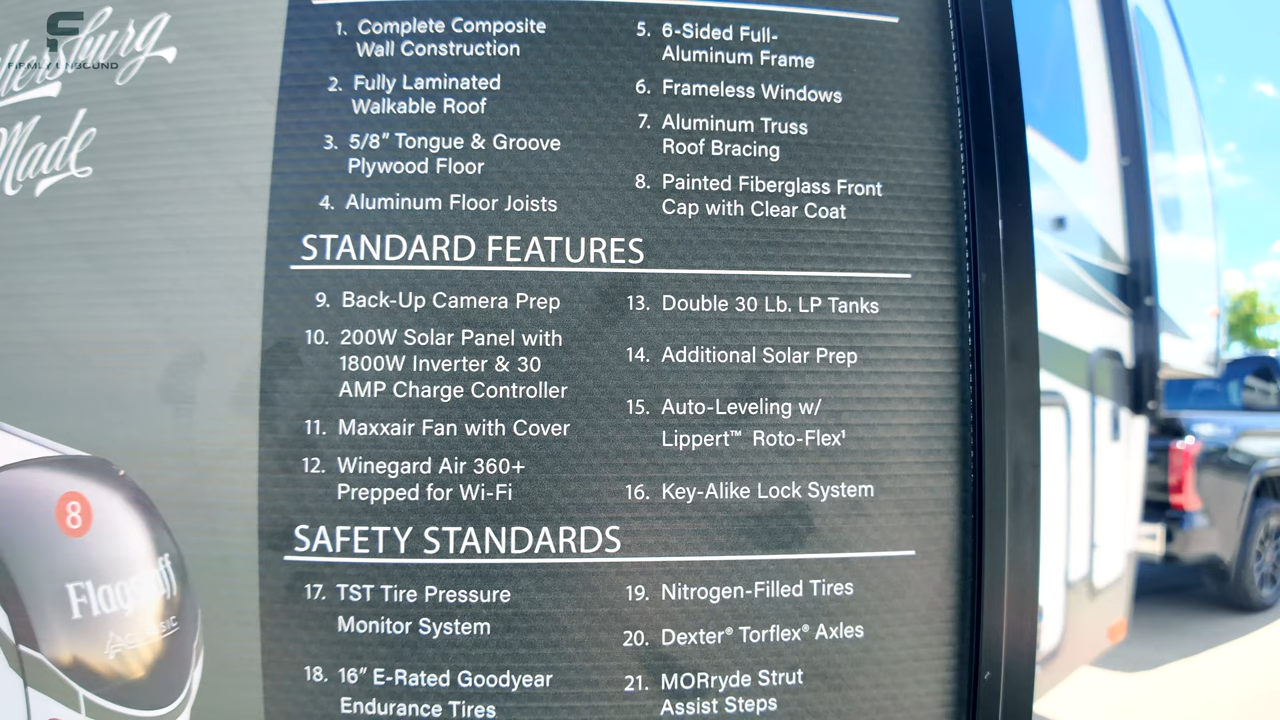 FIRMLY UNBOUND
Made
1. Complete Composite
Wall Construction
2. Fully Laminated
Walkable Roof
3. 5/8" Tongue & Groove
Plywood Floor
4. Aluminum Floor Joists
5. 6-Sided Full-
Aluminum Frame
6. Frameless Windows
7. Aluminum Truss
Roof Bracing
8. Painted Fiberglass Front
Cap with Clear Coat
STANDARD FEATURES
9. Back-Up Camera Prep
10. 200W Solar Panel with
1800W Inverter & 30
AMP Charge Controller
11. Maxxair Fan with Cover
12. Winegard Air 360+
Prepped for Wi-Fi
13. Double 30 Lb. LP Tanks
14. Additional Solar Prep
15. Auto-Leveling w/
Lippert™ Roto-Flex¹
16. Key-Alike Lock System
SAFETY STANDARDS
17. TST Tire Pressure
Monitor System
18. 16" E-Rated Goodyear
Endurance Tires
19. Nitrogen-Filled Tires
20. Dexter® Torflex® Axles
21. MORryde Strut
Assist Steps
8
Flagstaff
CLASSIC